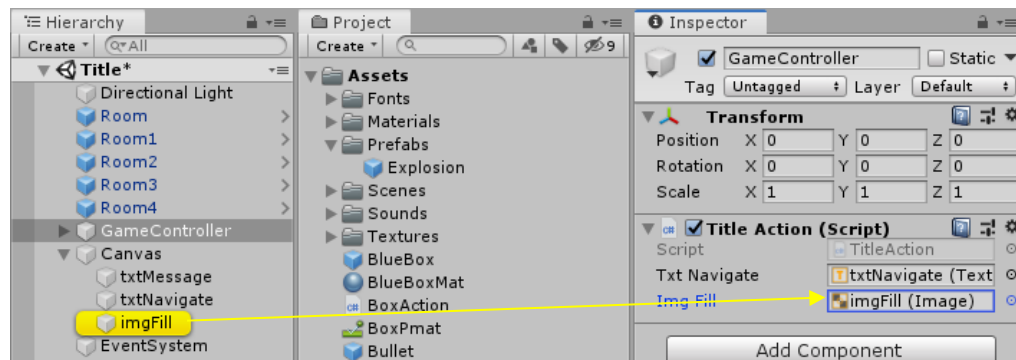 Hierarchy
Create
All
Title*
Directional Light
Room
Room1
Room2
Room3
Room4
GameController
Canvas
txtMessage
txtNavigate
imgFill
EventSystem
Project
Create
9
Assets
Fonts
Materials
Prefabs
Explosion
Scenes
Sounds
Textures
BlueBox
BlueBoxMat
BoxAction
BoxPmat
Bullet
Inspector
GameController Static
Tag Untagged Layer Default
Transform
Position X 0 Y 0 Z 0
Rotation X 0 Y 0 Z 0
Scale X 1 Y 1 Z 1
Title Action (Script)
Script TitleAction
Txt Navigate txtNavigate (Text
Img Fill imgFill (Image)
Add Component